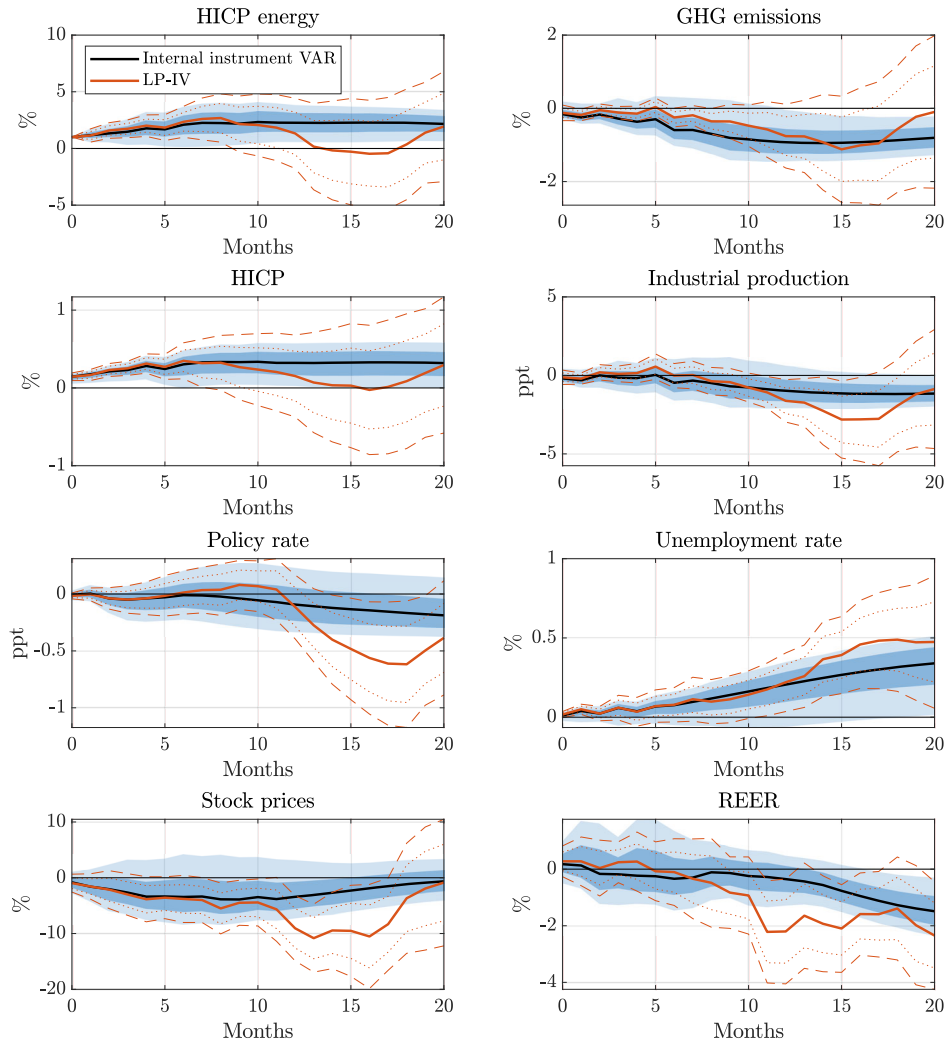 HICP energy
10
5
0
-5
%
Internal instrument VAR
LP-IV
0 5 10 15 20
Months
GHG emissions
2
0
-2
%
0 5 10 15 20
Months
HICP
1
0
-1
%
0 5 10 15 20
Months
Industrial production
5
0
-5
ppt
0 5 10 15 20
Months
Policy rate
0
-0.5
-1
ppt
0 5 10 15 20
Months
Unemployment rate
1
0.5
0
%
0 5 10 15 20
Months
Stock prices
10
0
-10
-20
%
0 5 10 15 20
Months
REER
0
-2
-4
%
0 5 10 15 20
Months